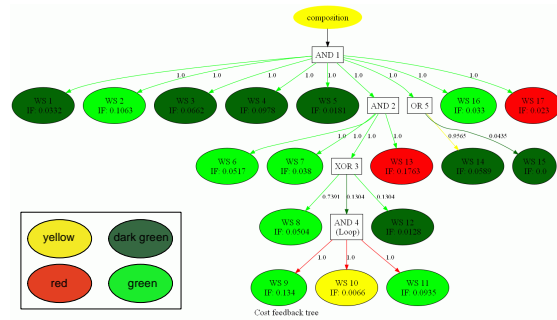 composition
AND 1
1.0 1.0 1.0 1.0 1.0 1.0 1.0 1.0 1.0
WS 1
IF: 0.0332
WS 2
IF: 0.1063
WS 3
IF: 0.0662
WS 4
IF: 0.0978
WS 5
IF: 0.0181
AND 2
OR 5
WS 16
IF: 0.033
WS 17
IF: 0.023
1.0 1.0 1.0 1.0
0.9565 0.0435
WS 6
IF: 0.0517
WS 7
IF: 0.038
XOR 3
WS 13
IF: 0.1763
WS 14
IF: 0.0589
WS 15
IF: 0.0
0.7391 0.1304 0.1304
WS 8
IF: 0.0504
AND 4
(Loop)
WS 12
IF: 0.0128
1.0 1.0 1.0
WS 9
IF: 0.134
WS 10
IF: 0.0066
WS 11
IF: 0.0935
yellow
dark green
red
green
Cost feedback tree